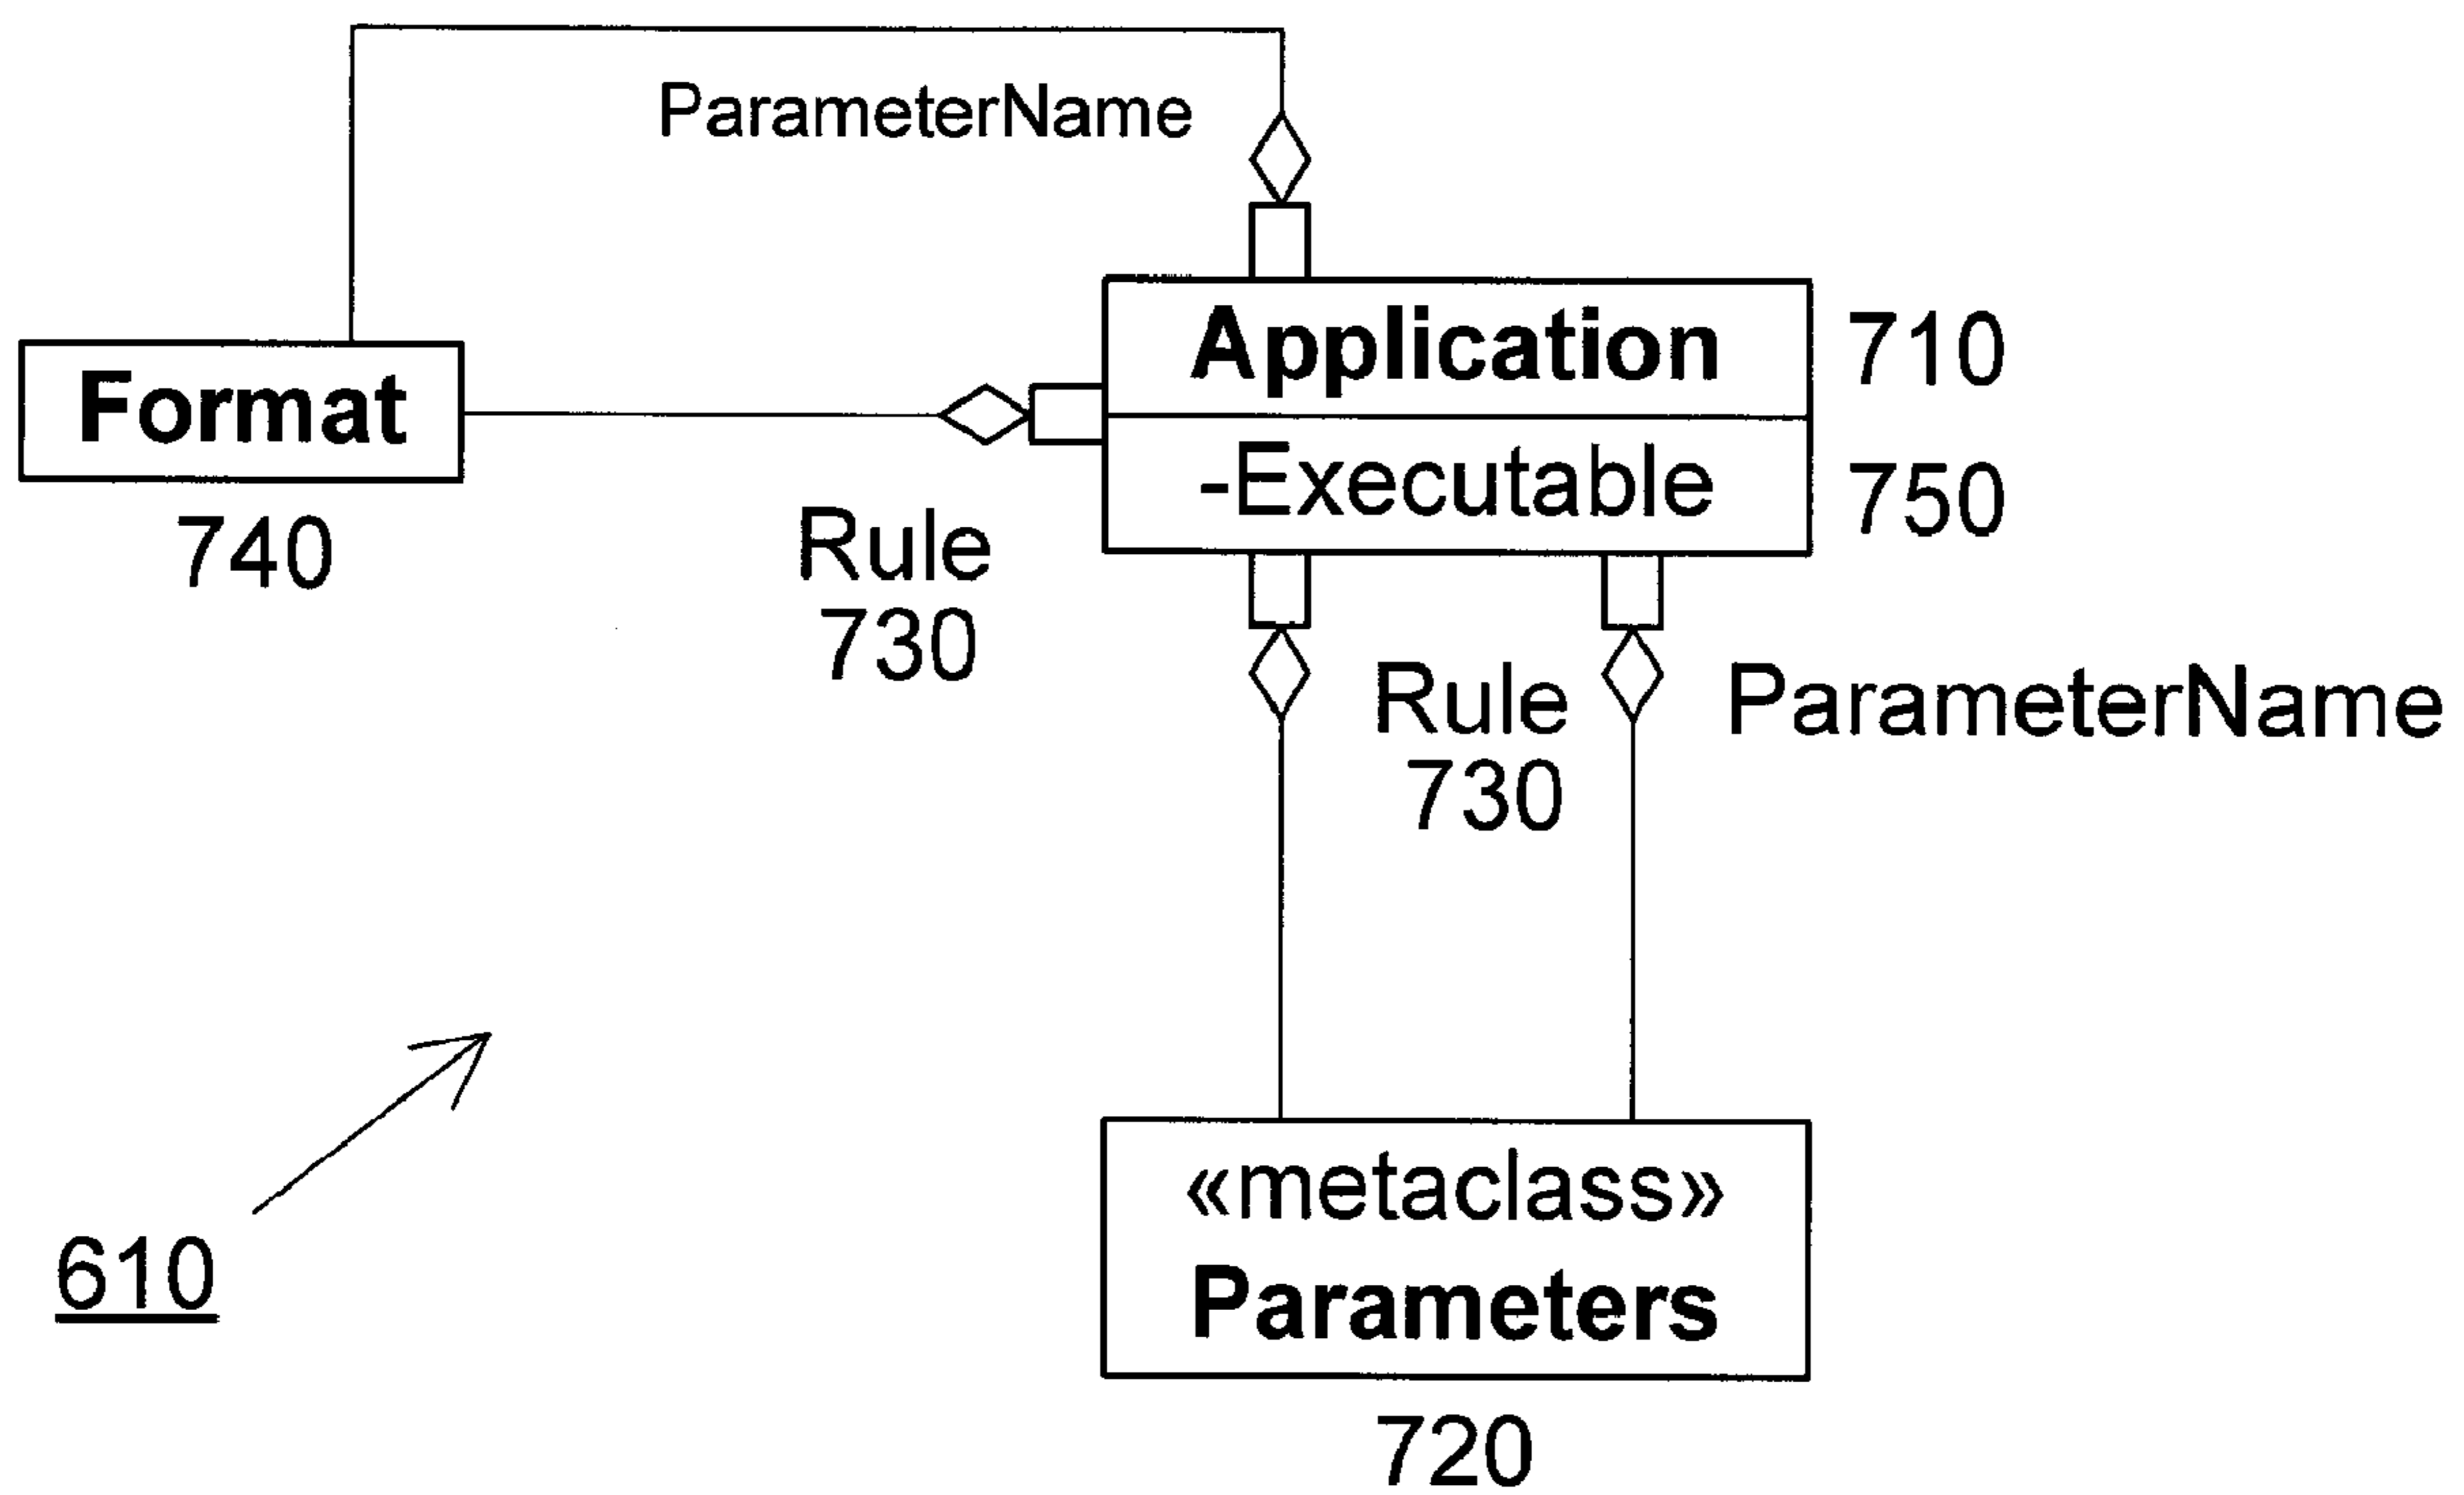 ParameterName
Application
710
Format
-Executable
750
740
Rule
730
Rule
730
ParameterName
«metaclass»
Parameters
610
720